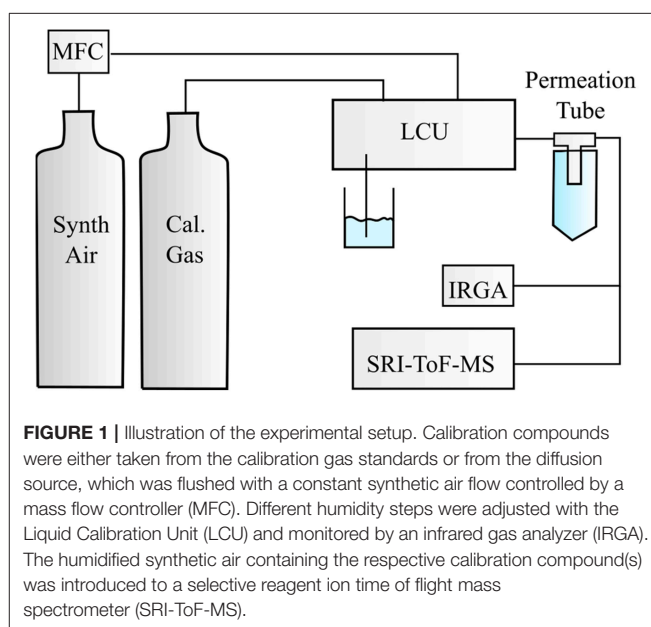 MFC
Permeation
Tube
LCU
Synth
Air
Cal.
Gas
IRGA
SRI-ToF-MS
FIGURE 1 | Illustration of the experimental setup. Calibration compounds
were either taken from the calibration gas standards or from the diffusion
source, which was flushed with a constant synthetic air flow controlled by a
mass flow controller (MFC). Different humidity steps were adjusted with the
Liquid Calibration Unit (LCU) and monitored by an infrared gas analyzer (IRGA).
The humidified synthetic air containing the respective calibration compound(s)
was introduced to a selective reagent ion time of flight mass
spectrometer (SRI-ToF-MS).